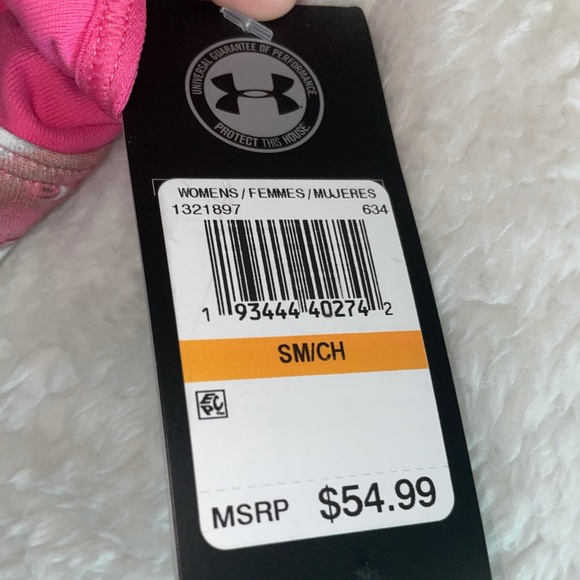 UNIVERSAL GUARANTEE OF PERFORMANCE
PROTECT THIS HOUSE
WOMENS/FEMMES/MUJERES
1321897 634
1 93444 40274 2
SM/CH
EPC
MSRP $54.99